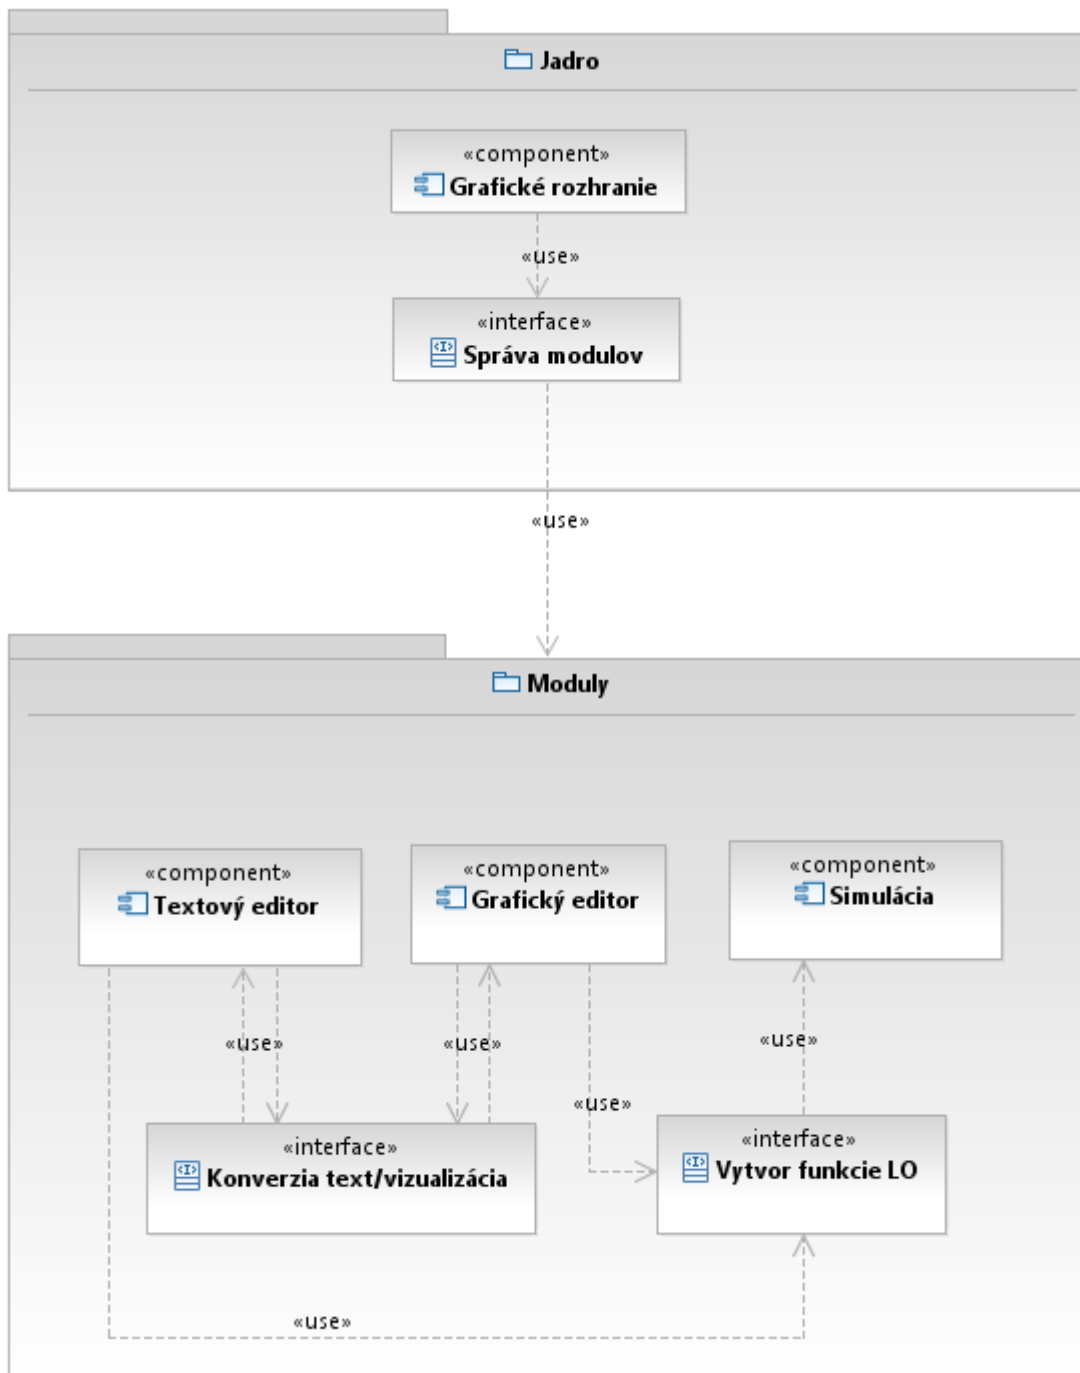 Jadro
«component»
Grafické rozhranie
«use»
«interface»
Správa modulov
«use»
Moduly
«component»
Textový editor
«component»
Grafický editor
«component»
Simulácia
«use»
«use»
«use»
«use»
«interface»
Konverzia text/vizualizácia
«interface»
Vytvor funkcie LO
«use»